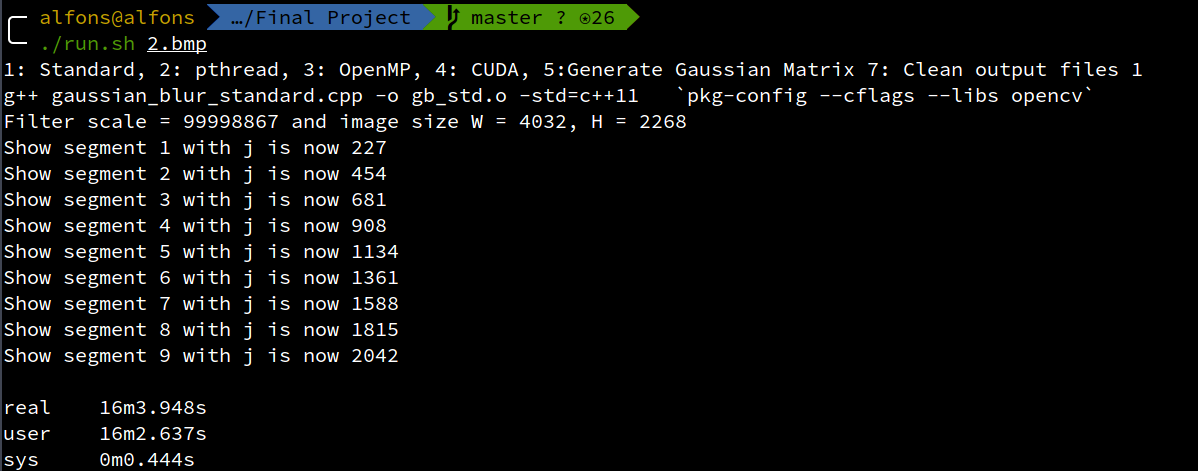 alfons@alfons …/Final Project master ? ⍟26
./run.sh 2.bmp
1: Standard, 2: pthread, 3: OpenMP, 4: CUDA, 5:Generate Gaussian Matrix 7: Clean output files 1
g++ gaussian_blur_standard.cpp -o gb_std.o -std=c++11   `pkg-config --cflags --libs opencv`
Filter scale = 99998867 and image size W = 4032, H = 2268
Show segment 1 with j is now 227
Show segment 2 with j is now 454
Show segment 3 with j is now 681
Show segment 4 with j is now 908
Show segment 5 with j is now 1134
Show segment 6 with j is now 1361
Show segment 7 with j is now 1588
Show segment 8 with j is now 1815
Show segment 9 with j is now 2042
real    16m3.948s
user    16m2.637s
sys     0m0.444s